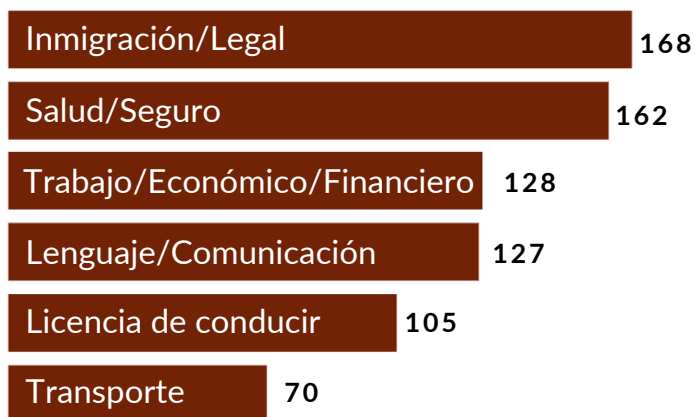 Inmigración/Legal 168
Salud/Seguro 162
Trabajo/Económico/Financiero 128
Lenguaje/Comunicación 127
Licencia de conducir 105
Transporte 70